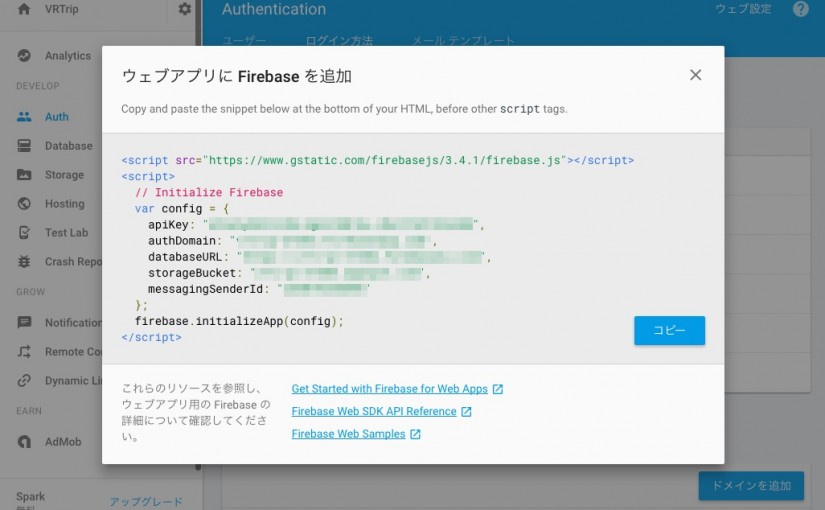 VRTrip
Authentication
ウェブ設定
ユーザー
ログイン方法
メール テンプレート
Analytics
DEVELOP
Auth
Database
Storage
Hosting
Test Lab
Crash Repo
GROW
Notification
Remote Co
Dynamic Li
EARN
AdMob
Spark
アップグレード
ウェブアプリに Firebase を追加
Copy and paste the snippet below at the bottom of your HTML, before other script tags.
<script src="https://www.gstatic.com/firebasejs/3.4.1/firebase.js"></script>
<script>
// Initialize Firebase
var config = {
apiKey: "",
authDomain: "",
databaseURL: "",
storageBucket: "",
messagingSenderId: ""
};
firebase.initializeApp(config);
</script>
コピー
これらのリソースを参照し、
ウェブアプリ用の Firebase の
詳細について確認してくださ
い。
Get Started with Firebase for Web Apps
Firebase Web SDK API Reference
Firebase Web Samples
ドメインを追加